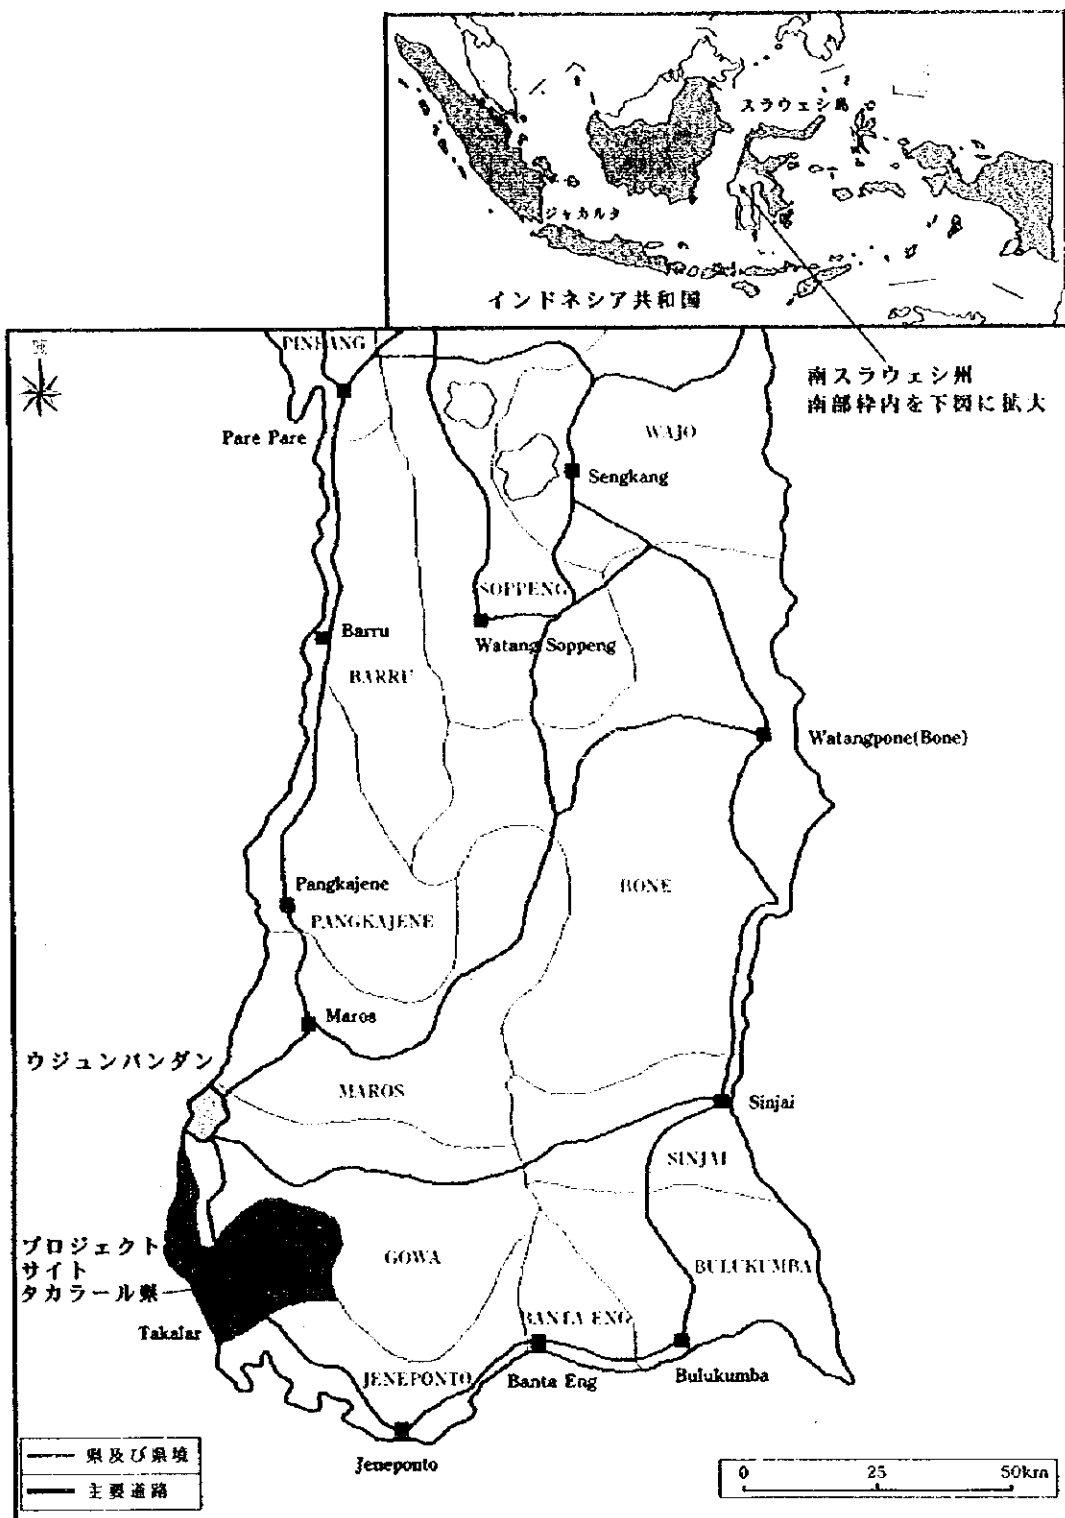 スラウェシ島
ジャカルタ
インドネシア共和国
南スラウェシ州
南部枠内を下図に拡大
Pare Pare
WAJO
Sengkang
SOPPENG
Watang Soppeng
Barru
BARRU
Watangpone(Bone)
Pangkajene
PANGKAJENE
BONE
Maros
ウジュンパンダン
MAROS
Sinjai
SINJAI
プロジェクト
サイト
タカラール県
GOWA
BULUKUMBA
Takalar
BANTA ENG
JENEPONTO
Banta Eng
Bulukumba
Jeneponto
県及び県境
主要道路
0 25 50km